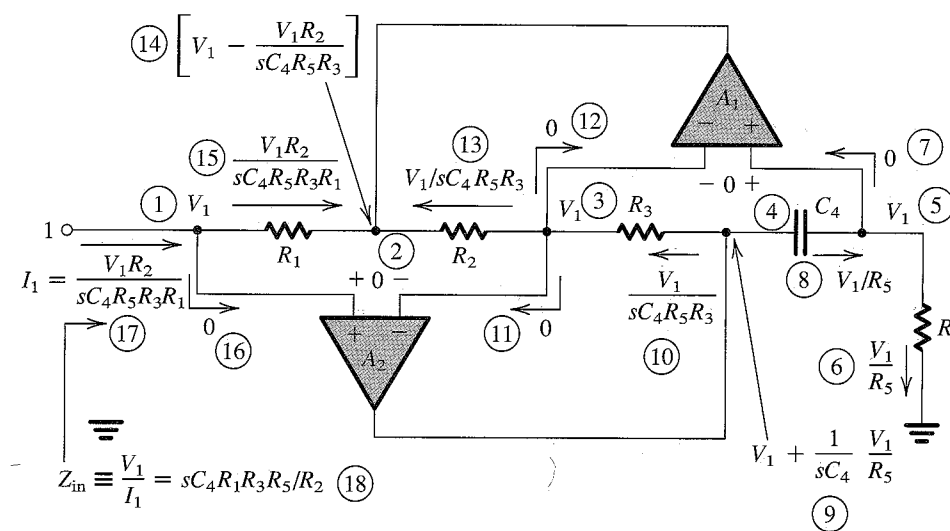 14 [V₁ − V₁R₂ / sC₄R₅R₃]
A₁
− +
0 12
0 7
15 V₁R₂ / sC₄R₅R₃R₁
13
V₁/sC₄R₅R₃
− 0 +
1 V₁
V₁ 3 R₃
4 C₄
V₁ 5
1
R₁
2
R₂
8 V₁/R₅
I₁ = V₁R₂ / sC₄R₅R₃R₁
+ 0 −
V₁ / sC₄R₅R₃
17
0
16
+ −
A₂
11
0
10
6 V₁ / R₅
R
V₁ + 1 / sC₄ V₁ / R₅
Zin ≡ V₁ / I₁ = sC₄R₁R₃R₅/R₂ 18
9